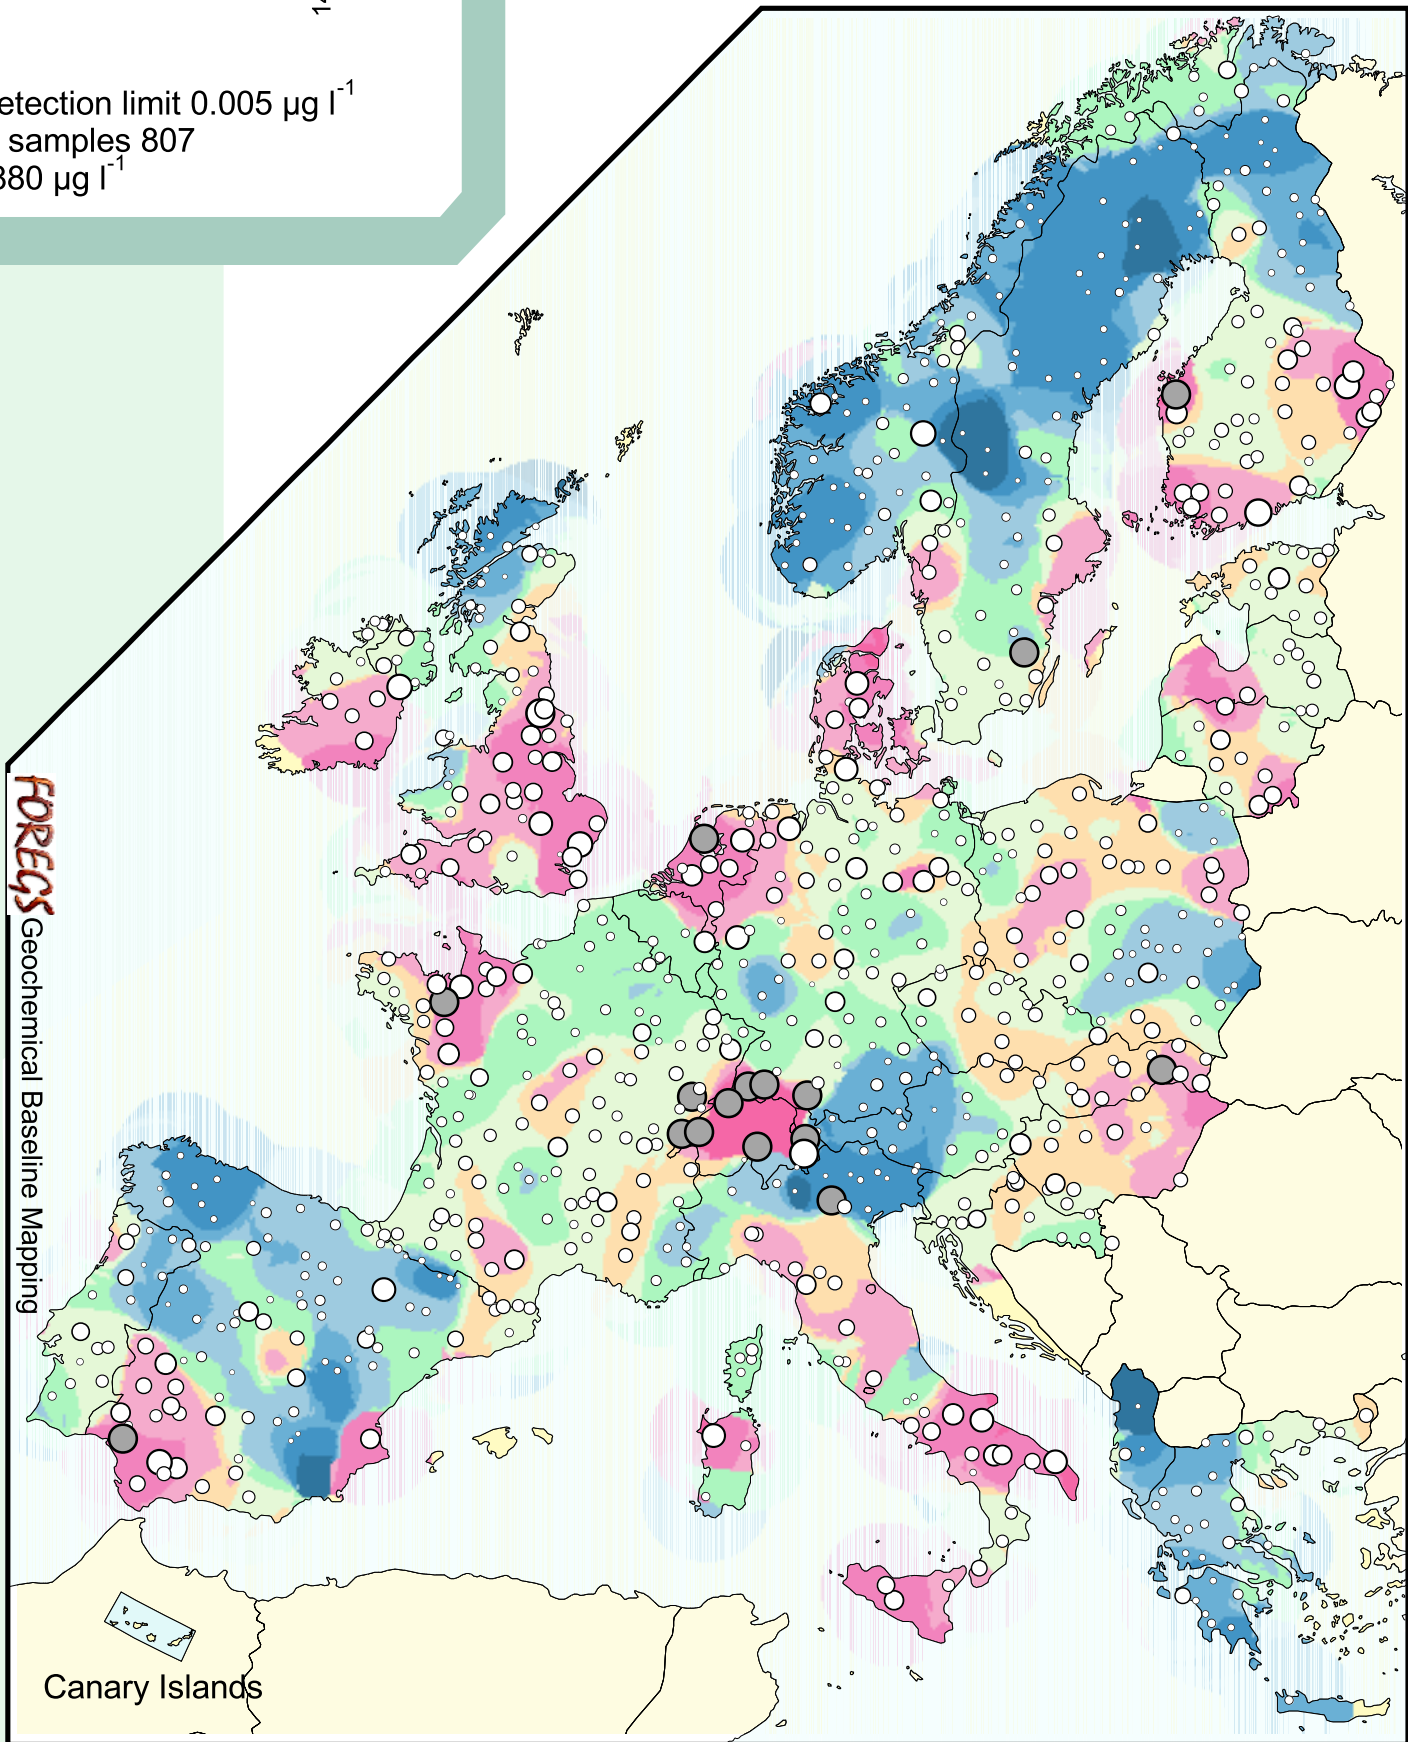 etection limit 0.005 µg l-1
samples 807
380 µg l-1
FOREGS Geochemical Baseline Mapping
Canary Islands